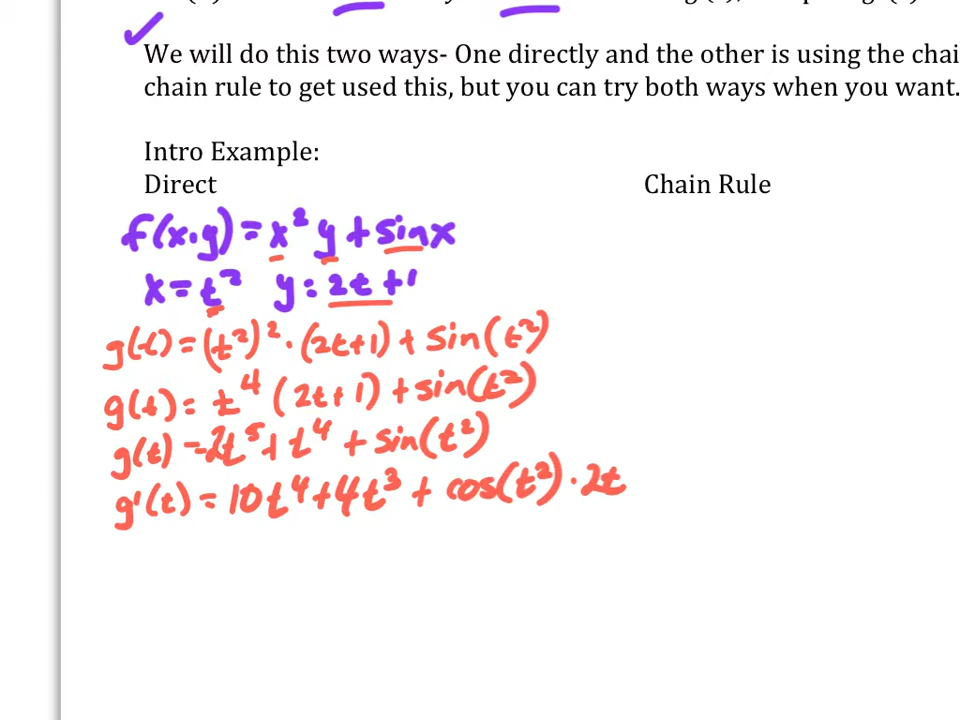 We will do this two ways- One directly and the other is using the chai
chain rule to get used this, but you can try both ways when you want.
Intro Example:
Direct Chain Rule
f(x,y) = x² y + sinx
x = t² y = 2t + 1
g(t) = (t²)² · (2t+1) + sin(t²)
g(t) = t⁴ (2t+1) + sin(t²)
g(t) = 2t⁵ + t⁴ + sin(t²)
g'(t) = 10t⁴ + 4t³ + cos(t²) · 2t